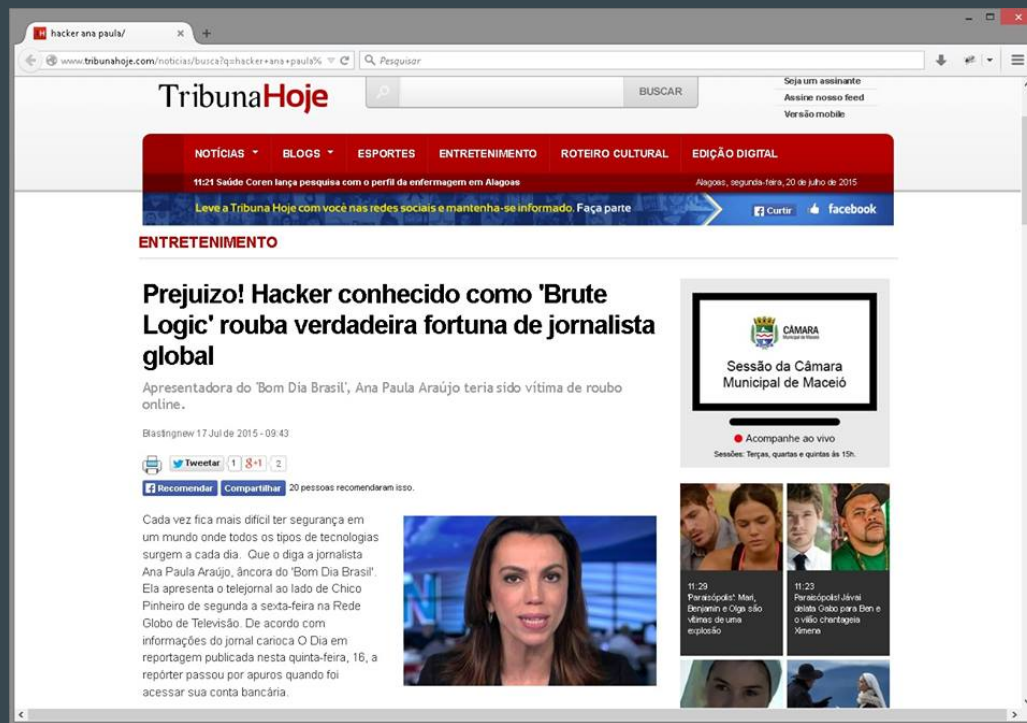 hacker ana paula/
www.tribunahoje.com/noticias/busca?q=hacker+ana+paula%
Pesquisar
TribunaHoje
BUSCAR
Seja um assinante
Assine nosso feed
Versão mobile
NOTÍCIAS BLOGS ESPORTES ENTRETENIMENTO ROTEIRO CULTURAL EDIÇÃO DIGITAL
11:21 Saúde Coren lança pesquisa com o perfil da enfermagem em Alagoas
Alagoas, segunda-feira, 20 de julho de 2015
Leve a Tribuna Hoje com você nas redes sociais e mantenha-se informado. Faça parte
Curtir facebook
ENTRETENIMENTO
Prejuizo! Hacker conhecido como 'Brute
Logic' rouba verdadeira fortuna de jornalista
global
Apresentadora do 'Bom Dia Brasil', Ana Paula Araújo teria sido vítima de roubo
online.
Blastingnew 17 Jul de 2015 - 09:43
Tweetar 1 g+1 2
Recomendar Compartilhar 20 pessoas recomendaram isso.
Cada vez fica mais difícil ter segurança em
um mundo onde todos os tipos de tecnologias
surgem a cada dia. Que o diga a jornalista
Ana Paula Araújo, âncora do 'Bom Dia Brasil'.
Ela apresenta o telejornal ao lado de Chico
Pinheiro de segunda a sexta-feira na Rede
Globo de Televisão. De acordo com
informações do jornal carioca O Dia em
reportagem publicada nesta quinta-feira, 16, a
repórter passou por apuros quando foi
acessar sua conta bancária.
CÂMARA
Municipal de Maceió
Sessão da Câmara
Municipal de Maceió
Acompanhe ao vivo
Sessões: Terças, quartas e quintas às 15h.
11:29
'Paraisópolis': Mari,
Benjamin e Olga são
vítimas de uma
explosão
11:23
Paraisópolis! Jávai
delata Gabo para Ben e
o vilão chantageia
Ximena